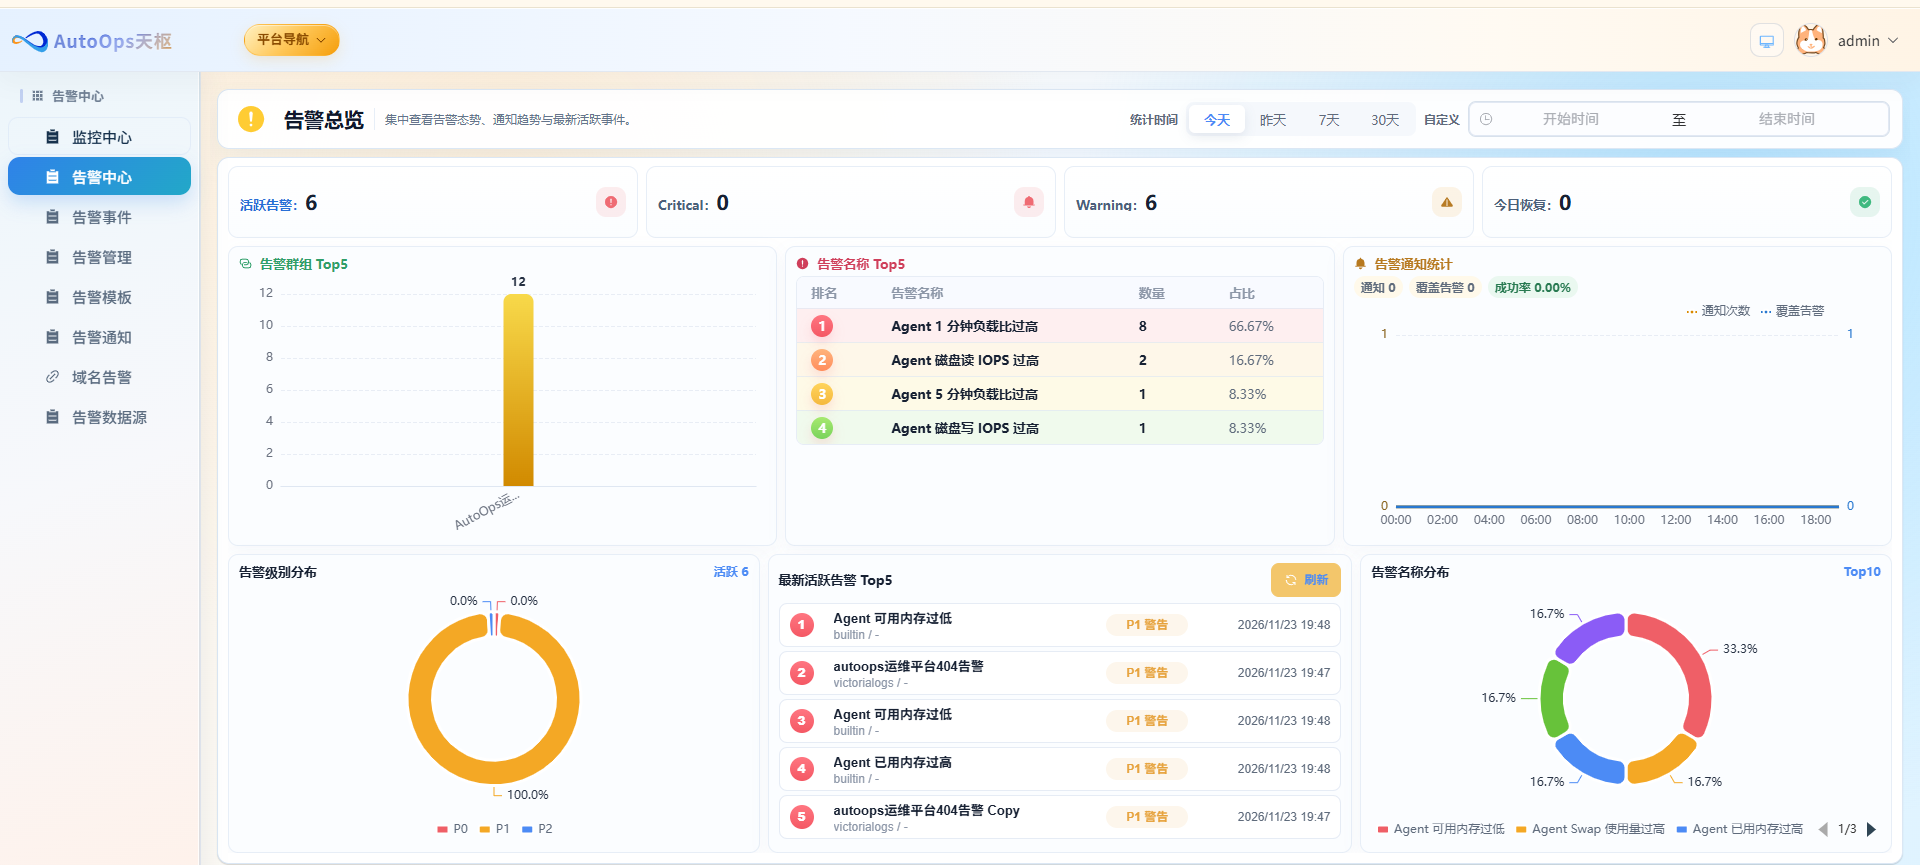 AutoOps天枢
平台导航
admin
告警中心
监控中心
告警中心
告警事件
告警管理
告警模板
告警通知
域名告警
告警数据源
告警总览
集中查看告警态势、通知趋势与最新活跃事件。
统计时间
今天
昨天
7天
30天
自定义
开始时间
至
结束时间
活跃告警：6
Critical：0
Warning：6
今日恢复：0
告警群组 Top5
12
12
10
8
6
4
2
0
AutoOps运...
告警名称 Top5
排名 告警名称 数量 占比
1 Agent 1 分钟负载比过高 8 66.67%
2 Agent 磁盘读 IOPS 过高 2 16.67%
3 Agent 5 分钟负载比过高 1 8.33%
4 Agent 磁盘写 IOPS 过高 1 8.33%
告警通知统计
通知 0 覆盖告警 0 成功率 0.00%
通知次数 覆盖告警
1 1
0 0
00:00 02:00 04:00 06:00 08:00 10:00 12:00 14:00 16:00 18:00
告警级别分布
活跃 6
0.0% 0.0%
100.0%
P0 P1 P2
最新活跃告警 Top5
刷新
1 Agent 可用内存过低 P1 警告 2026/11/23 19:48
builtin / -
2 autoops运维平台404告警 P1 警告 2026/11/23 19:47
victorialogs / -
3 Agent 可用内存过低 P1 警告 2026/11/23 19:48
builtin / -
4 Agent 已用内存过高 P1 警告 2026/11/23 19:48
builtin / -
5 autoops运维平台404告警 Copy P1 警告 2026/11/23 19:47
victorialogs / -
告警名称分布
Top10
16.7%
33.3%
16.7%
16.7%
16.7%
Agent 可用内存过低 Agent Swap 使用量过高 Agent 已用内存过高 1/3